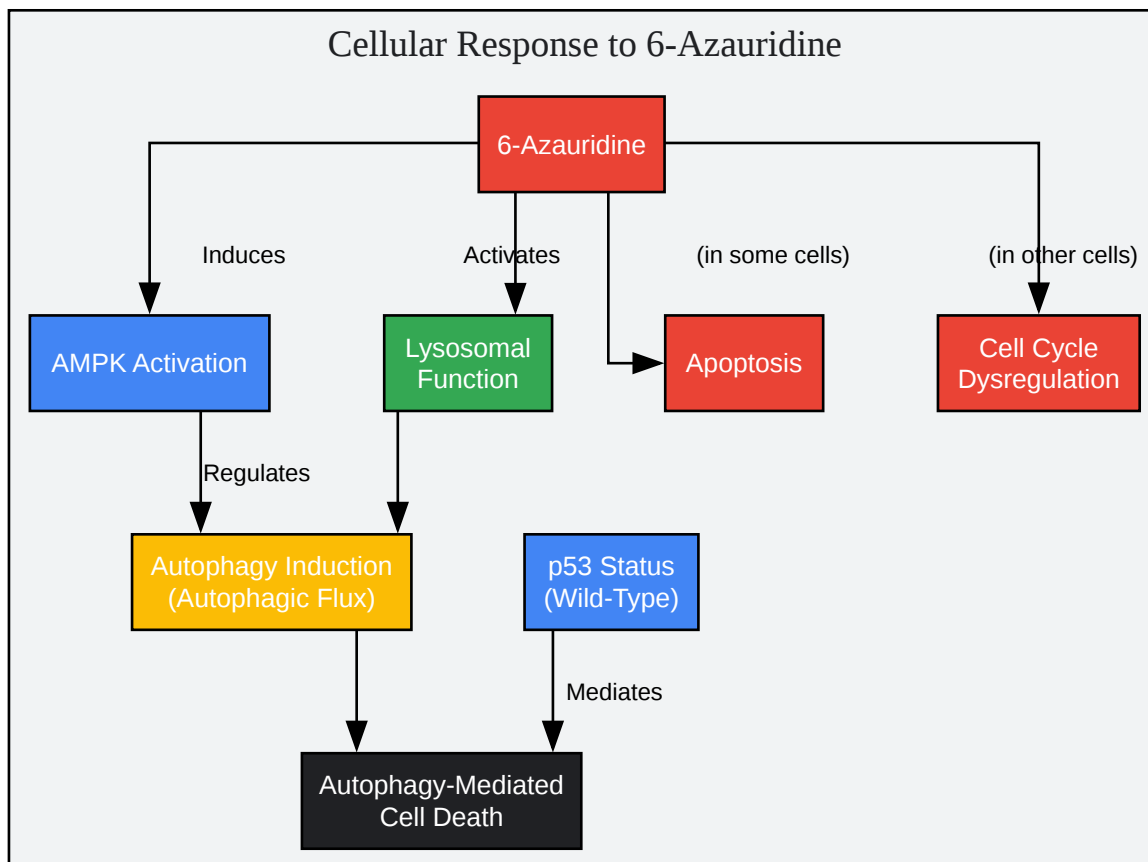 Cellular Response to 6-Azauridine
6-Azauridine
Induces
Activates
(in some cells)
(in other cells)
AMPK Activation
Lysosomal
Function
Apoptosis
Cell Cycle
Dysregulation
Regulates
Autophagy Induction
(Autophagic Flux)
p53 Status
(Wild-Type)
Mediates
Autophagy-Mediated
Cell Death